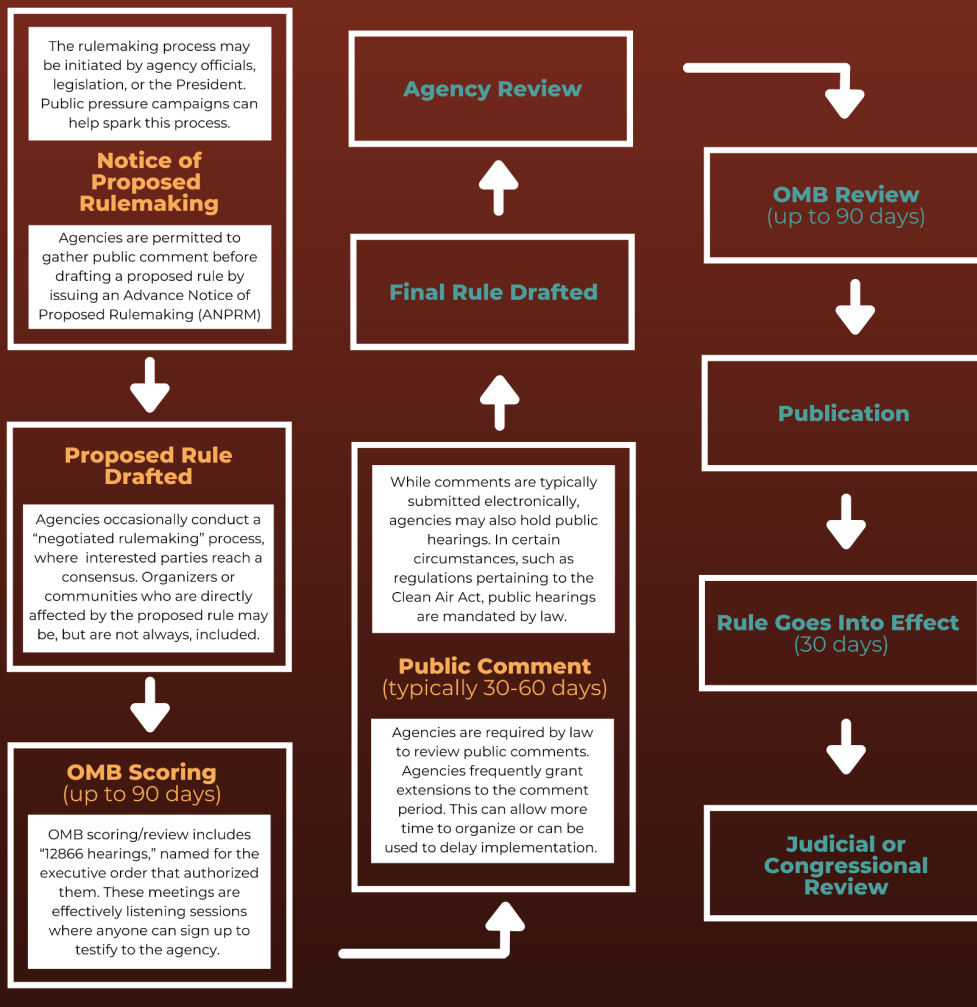 The rulemaking process may
be initiated by agency officials,
legislation, or the President.
Public pressure campaigns can
help spark this process.
Notice of
Proposed
Rulemaking
Agencies are permitted to
gather public comment before
drafting a proposed rule by
issuing an Advance Notice of
Proposed Rulemaking (ANPRM)
Proposed Rule
Drafted
Agencies occasionally conduct a
“negotiated rulemaking” process,
where interested parties reach a
consensus. Organizers or
communities who are directly
affected by the proposed rule may
be, but are not always, included.
OMB Scoring
(up to 90 days)
OMB scoring/review includes
“12866 hearings,” named for the
executive order that authorized
them. These meetings are
effectively listening sessions
where anyone can sign up to
testify to the agency.
While comments are typically
submitted electronically,
agencies may also hold public
hearings. In certain
circumstances, such as
regulations pertaining to the
Clean Air Act, public hearings
are mandated by law.
Public Comment
(typically 30-60 days)
Agencies are required by law
to review public comments.
Agencies frequently grant
extensions to the comment
period. This can allow more
time to organize or can be
used to delay implementation.
Final Rule Drafted
Agency Review
OMB Review
(up to 90 days)
Publication
Rule Goes Into Effect
(30 days)
Judicial or
Congressional
Review